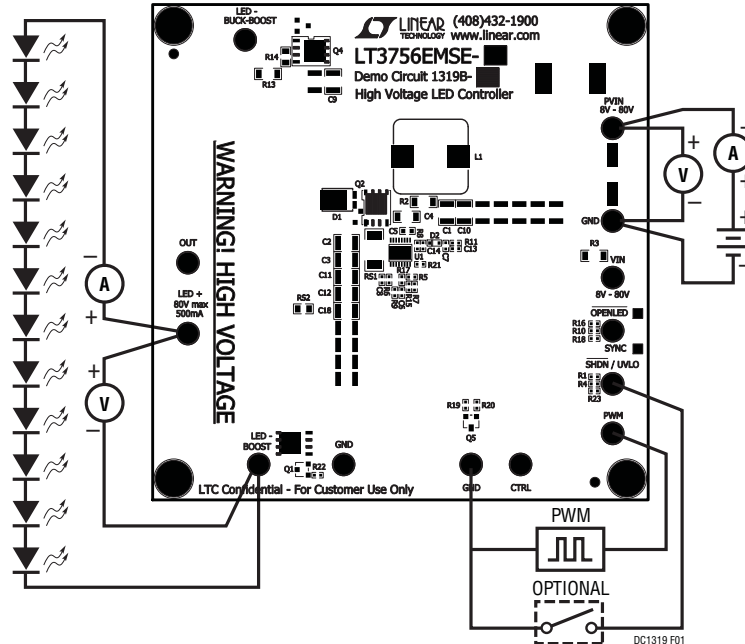 LED -
BUCK-BOOST
LINEAR
TECHNOLOGY
(408)432-1900
www.linear.com
LT3756EMSE-
Demo Circuit 1319B-
High Voltage LED Controller
Q4
R14
R13
C9
PVIN
8V - 80V
+
V
−
−
A
+
+
−
L1
WARNING! HIGH VOLTAGE
Q2
D1
R2
C4
C1
C10
GND
C5
R8
D2
U1
C14
R11
C13
C2
C3
C11
C12
C18
RS1
R21
R17
R5
R15
R7
RS2
OUT
LED +
80V max
500mA
−
A
+
+
V
−
R3
VIN
8V - 80V
OPENLED
R16
R10
R18
SYNC
SHDN / UVLO
R1
R4
R23
PWM
R19
R20
Q5
LED -
BOOST
Q1
R22
GND
GND
CTRL
LTC Confidential - For Customer Use Only
PWM
OPTIONAL
DC1319 F01